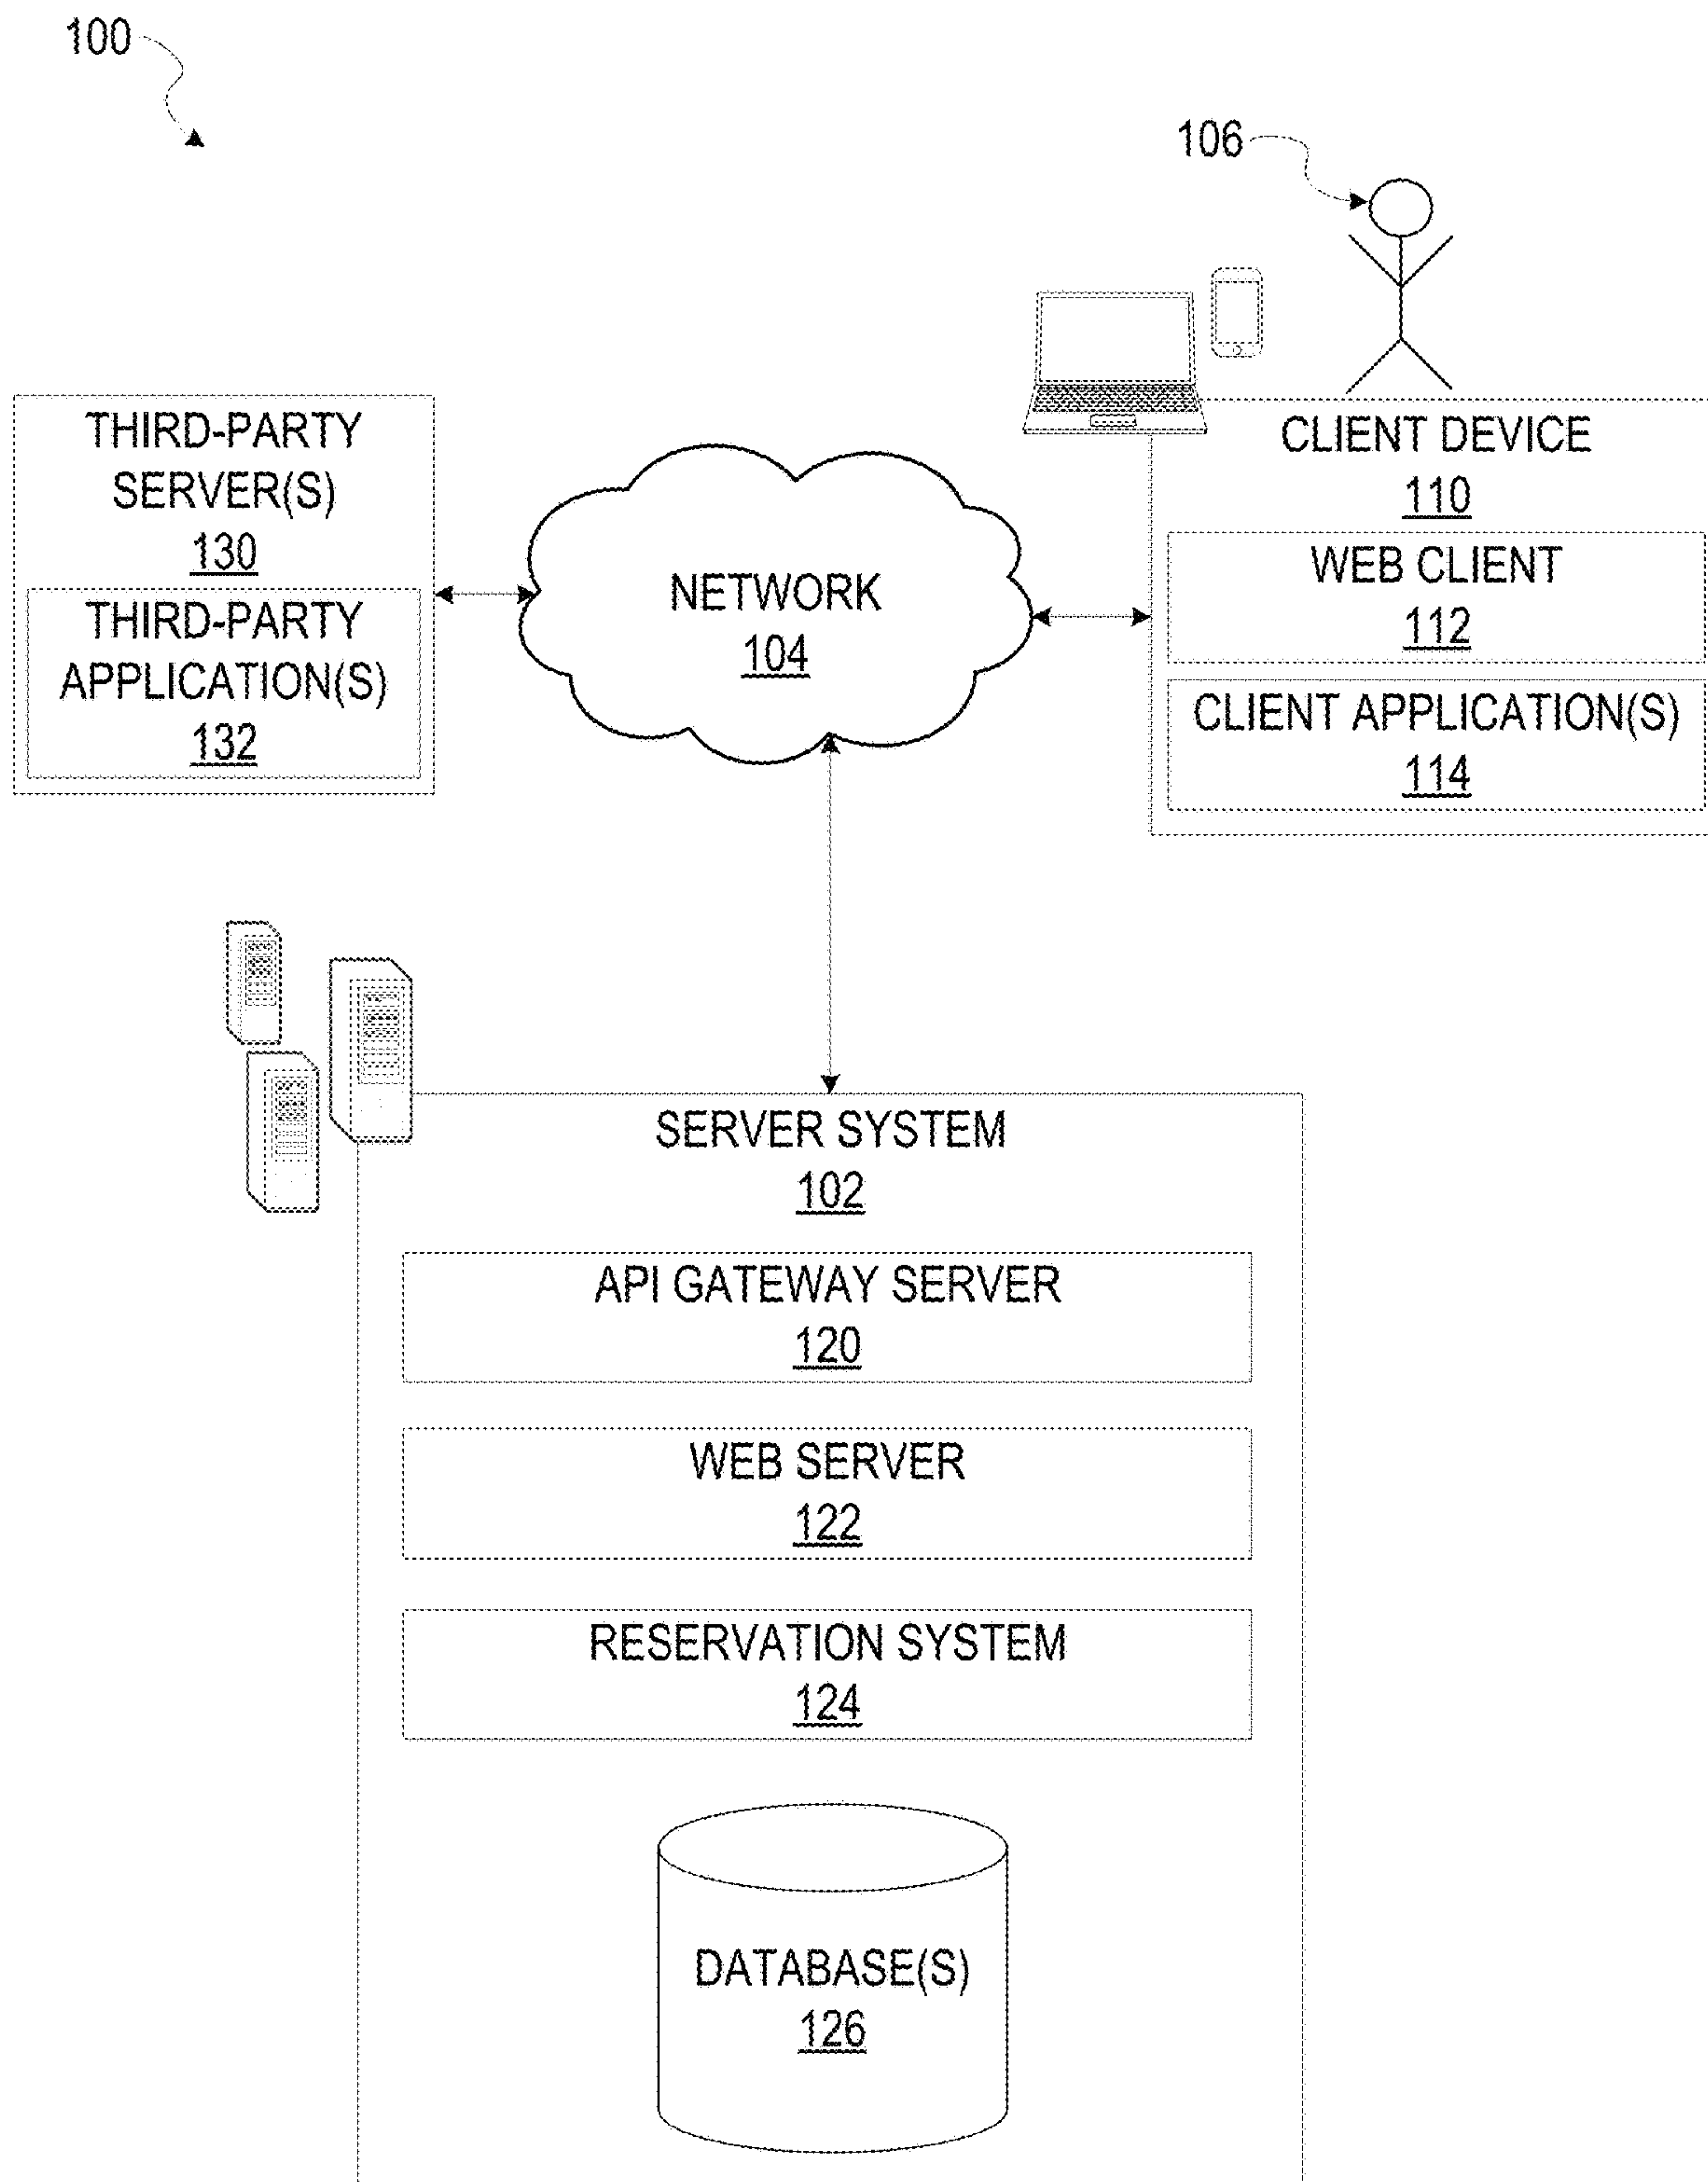 100
106
THIRD-PARTY
SERVER(S)
130
THIRD-PARTY
APPLICATION(S)
132
NETWORK
104
CLIENT DEVICE
110
WEB CLIENT
112
CLIENT APPLICATION(S)
114
SERVER SYSTEM
102
API GATEWAY SERVER
120
WEB SERVER
122
RESERVATION SYSTEM
124
DATABASE(S)
126